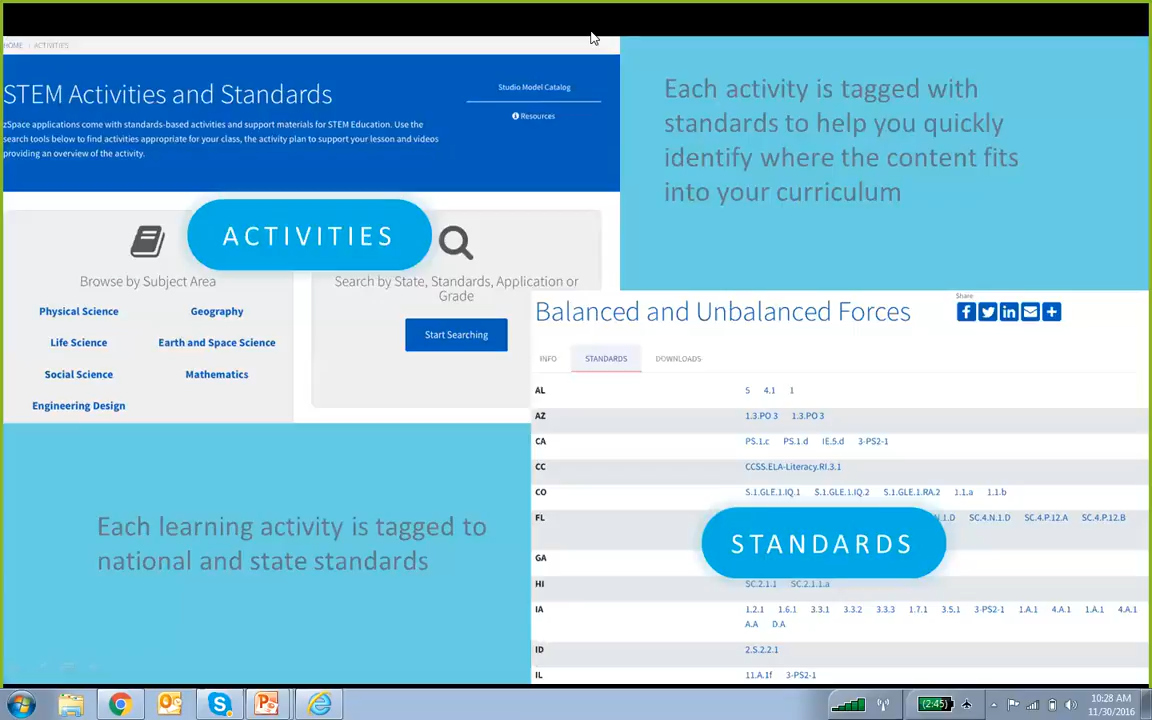 HOME / ACTIVITIES
STEM Activities and Standards
zSpace applications come with standards-based activities and support materials for STEM Education. Use the
search tools below to find activities appropriate for your class, the activity plan to support your lesson and videos
providing an overview of the activity.
Studio Model Catalog
Resources
Each activity is tagged with
standards to help you quickly
identify where the content fits
into your curriculum
ACTIVITIES
Browse by Subject Area
Physical Science Geography
Life Science Earth and Space Science
Social Science Mathematics
Engineering Design
Search by State, Standards, Application or
Grade
Start Searching
Balanced and Unbalanced Forces
Share
INFO STANDARDS DOWNLOADS
AL 5 4.1 1
AZ 1.3.PO 3 1.3.PO 3
CA PS.1.c PS.1.d IE.5.d 3-PS2-1
CC CCSS.ELA-Literacy.RI.3.1
CO S.1.GLE.1.IQ.1 S.1.GLE.1.IQ.2 S.1.GLE.1.RA.2 1.1.a 1.1.b
FL N.1.D SC.4.N.1.D SC.4.P.12.A SC.4.P.12.B
STANDARDS
GA
HI SC.2.1.1 SC.2.1.1.a
IA 1.2.1 1.6.1 3.3.1 3.3.2 3.3.3 1.7.1 3.5.1 3-PS2-1 1.A.1 4.A.1 1.A.1 4.A.1
A.A D.A
ID 2.S.2.2.1
IL 11.A.1f 3-PS2-1
Each learning activity is tagged to
national and state standards
(2:45)
10:28 AM
11/30/2016